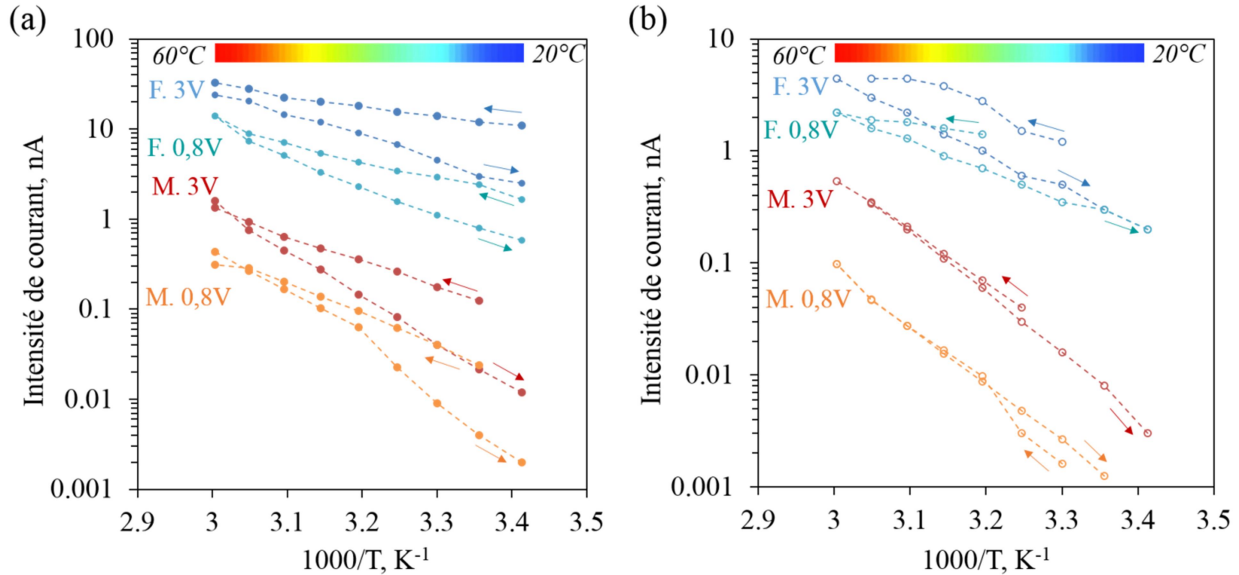 (a)
100
10
1
0.1
0.01
0.001
Intensité de courant, nA
60°C
20°C
F. 3V
F. 0,8V
M. 3V
M. 0,8V
2.9 3 3.1 3.2 3.3 3.4 3.5
1000/T, K-1
(b)
10
1
0.1
0.01
0.001
Intensité de courant, nA
60°C
20°C
F. 3V
F. 0,8V
M. 3V
M. 0,8V
2.9 3 3.1 3.2 3.3 3.4 3.5
1000/T, K-1